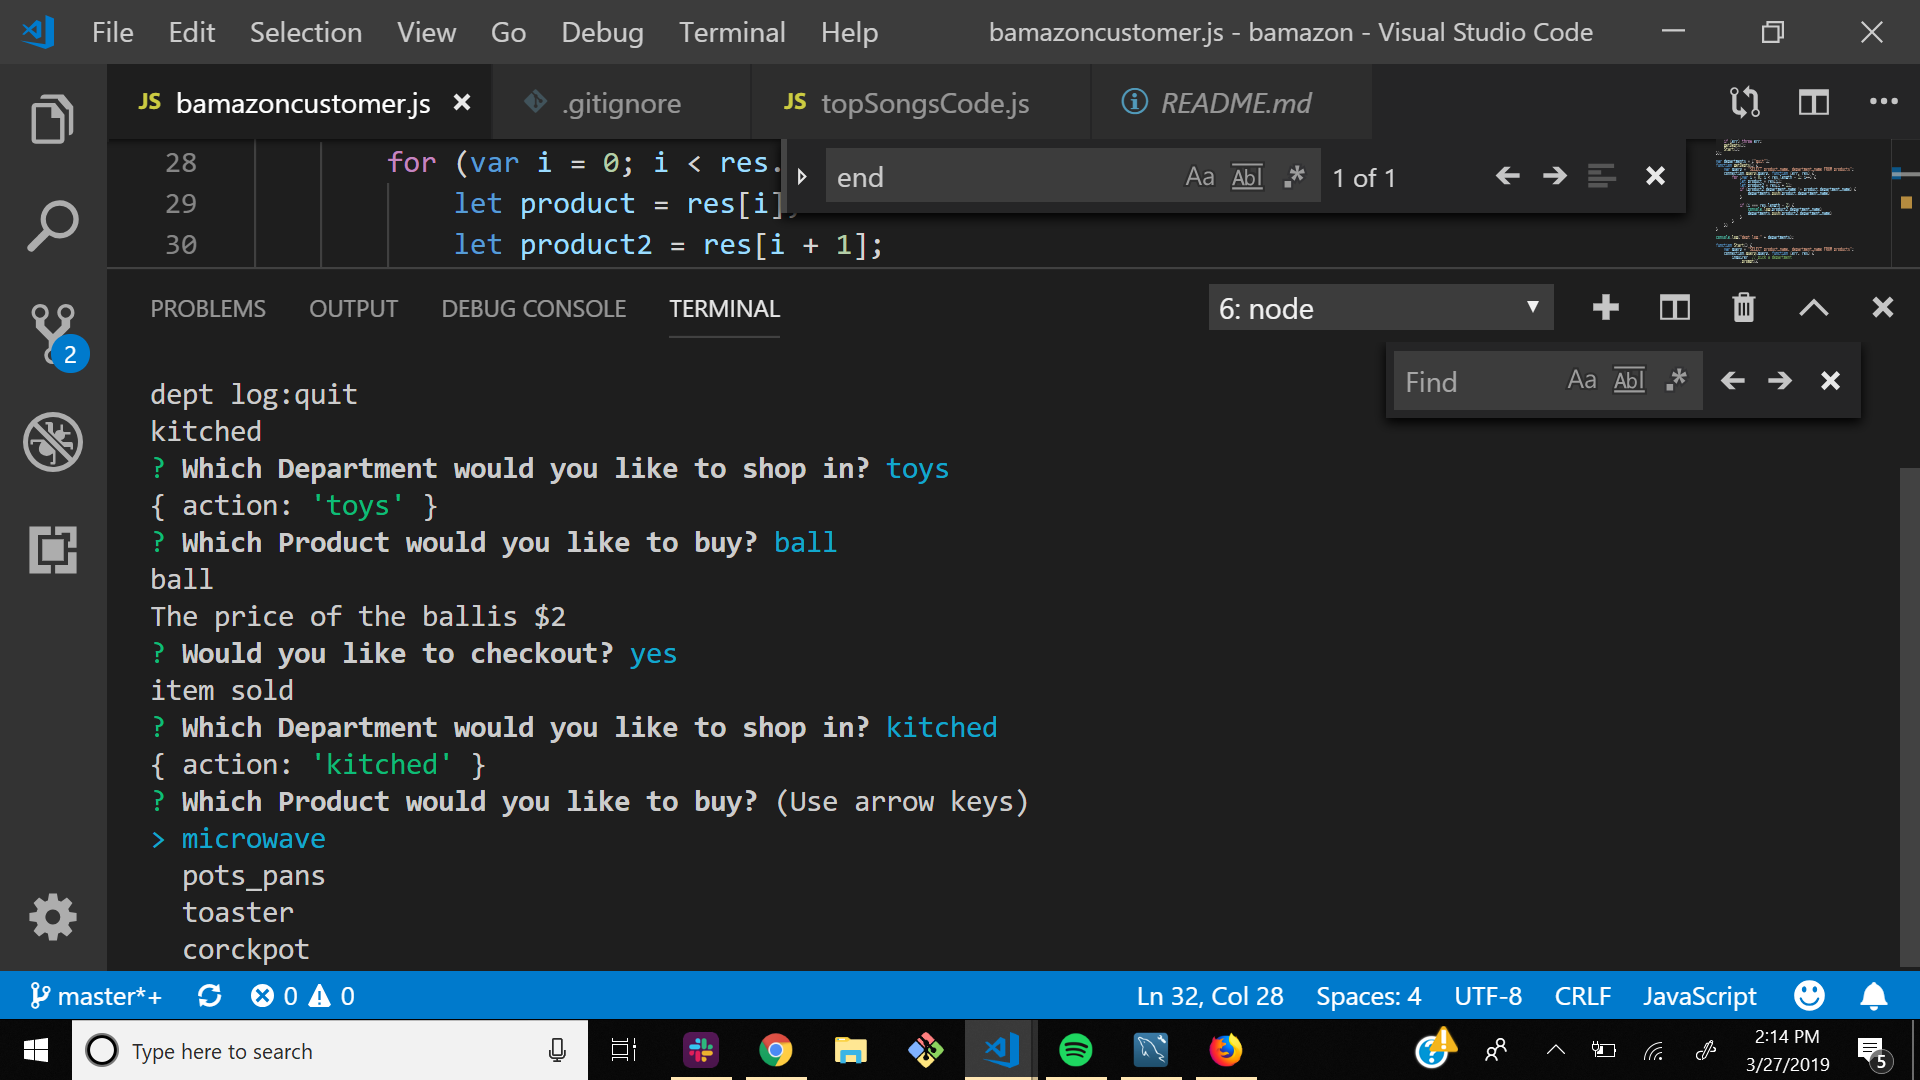 File Edit Selection View Go Debug Terminal Help bamazoncustomer.js - bamazon - Visual Studio Code
JS bamazoncustomer.js .gitignore JS topSongsCode.js README.md
28 for (var i = 0; i < res.
29 let product = res[i];
30 let product2 = res[i + 1];
end Aa Abl .* 1 of 1
PROBLEMS OUTPUT DEBUG CONSOLE TERMINAL 6: node
Find Aa Abl .*
2
dept log:quit
kitched
? Which Department would you like to shop in? toys
{ action: 'toys' }
? Which Product would you like to buy? ball
ball
The price of the ballis $2
? Would you like to checkout? yes
item sold
? Which Department would you like to shop in? kitched
{ action: 'kitched' }
? Which Product would you like to buy? (Use arrow keys)
> microwave
pots_pans
toaster
corckpot
master*+ 0 0 Ln 32, Col 28 Spaces: 4 UTF-8 CRLF JavaScript
Type here to search
2:14 PM
3/27/2019
5